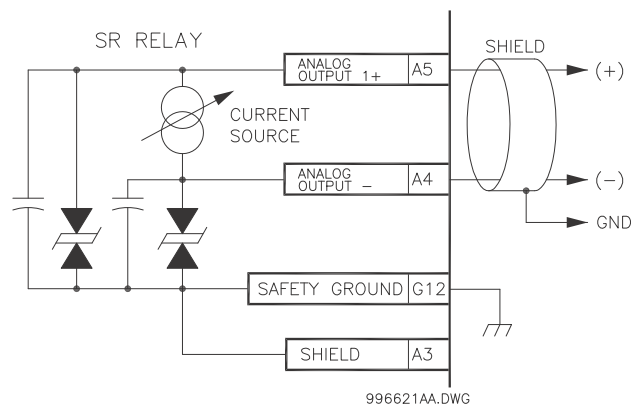 SR RELAY
SHIELD
ANALOG
OUTPUT 1+
A5
(+)
CURRENT
SOURCE
ANALOG
OUTPUT -
A4
(-)
GND
SAFETY GROUND
G12
SHIELD
A3
996621AA.DWG